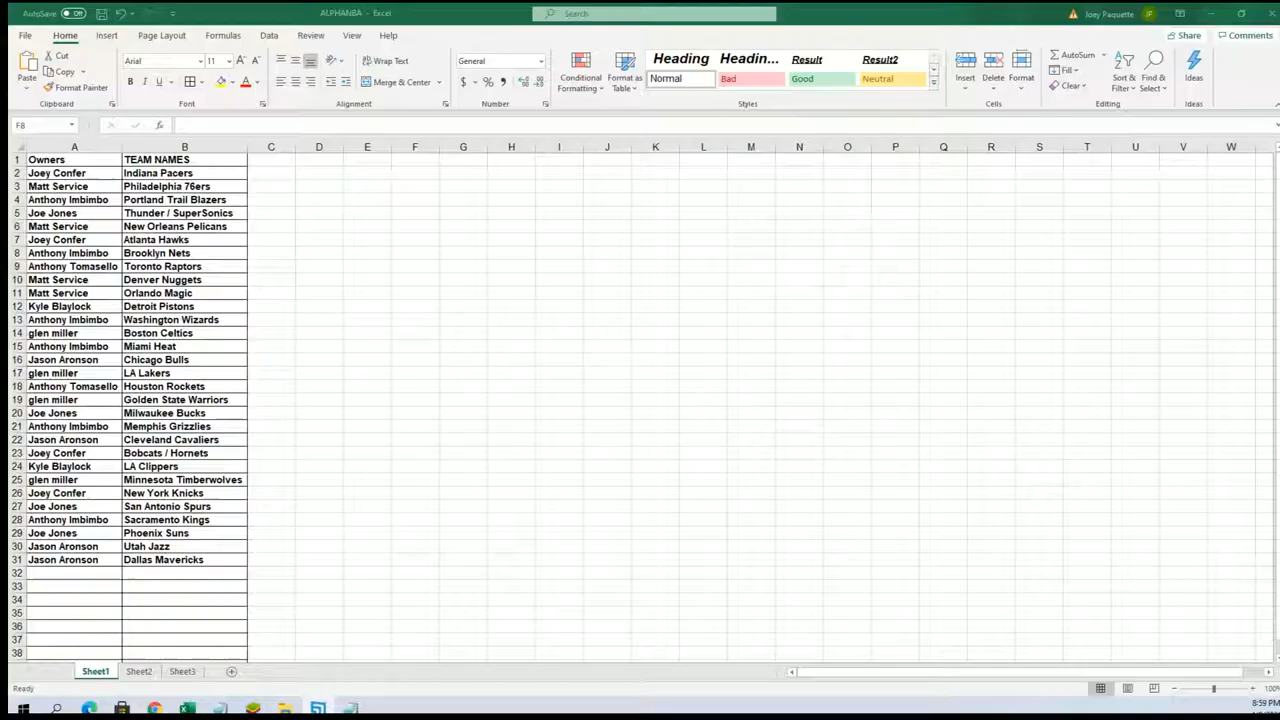 AutoSave Off ALPHANBA - Excel Search Joey Paquette JP
File Home Insert Page Layout Formulas Data Review View Help Share Comments
Paste Cut Copy Format Painter Clipboard
Arial 11 A A B I U A Font
Wrap Text Merge & Center Alignment
General $ % , Number
Conditional Formatting Format as Table Heading Headin... Result Result2 Normal Bad Good Neutral Styles
Insert Delete Format Cells
AutoSum Fill Clear Sort & Filter Find & Select Editing
Ideas Ideas
F8 fx
A B C D E F G H I J K L M N O P Q R S T U V W
1 Owners TEAM NAMES
2 Joey Confer Indiana Pacers
3 Matt Service Philadelphia 76ers
4 Anthony Imbimbo Portland Trail Blazers
5 Joe Jones Thunder / SuperSonics
6 Matt Service New Orleans Pelicans
7 Joey Confer Atlanta Hawks
8 Anthony Imbimbo Brooklyn Nets
9 Anthony Tomasello Toronto Raptors
10 Matt Service Denver Nuggets
11 Matt Service Orlando Magic
12 Kyle Blaylock Detroit Pistons
13 Anthony Imbimbo Washington Wizards
14 glen miller Boston Celtics
15 Anthony Imbimbo Miami Heat
16 Jason Aronson Chicago Bulls
17 glen miller LA Lakers
18 Anthony Tomasello Houston Rockets
19 glen miller Golden State Warriors
20 Joe Jones Milwaukee Bucks
21 Anthony Imbimbo Memphis Grizzlies
22 Jason Aronson Cleveland Cavaliers
23 Joey Confer Bobcats / Hornets
24 Kyle Blaylock LA Clippers
25 glen miller Minnesota Timberwolves
26 Joey Confer New York Knicks
27 Joe Jones San Antonio Spurs
28 Anthony Imbimbo Sacramento Kings
29 Joe Jones Phoenix Suns
30 Jason Aronson Utah Jazz
31 Jason Aronson Dallas Mavericks
32
33
34
35
36
37
38
Sheet1 Sheet2 Sheet3
Ready 100%
8:59 PM